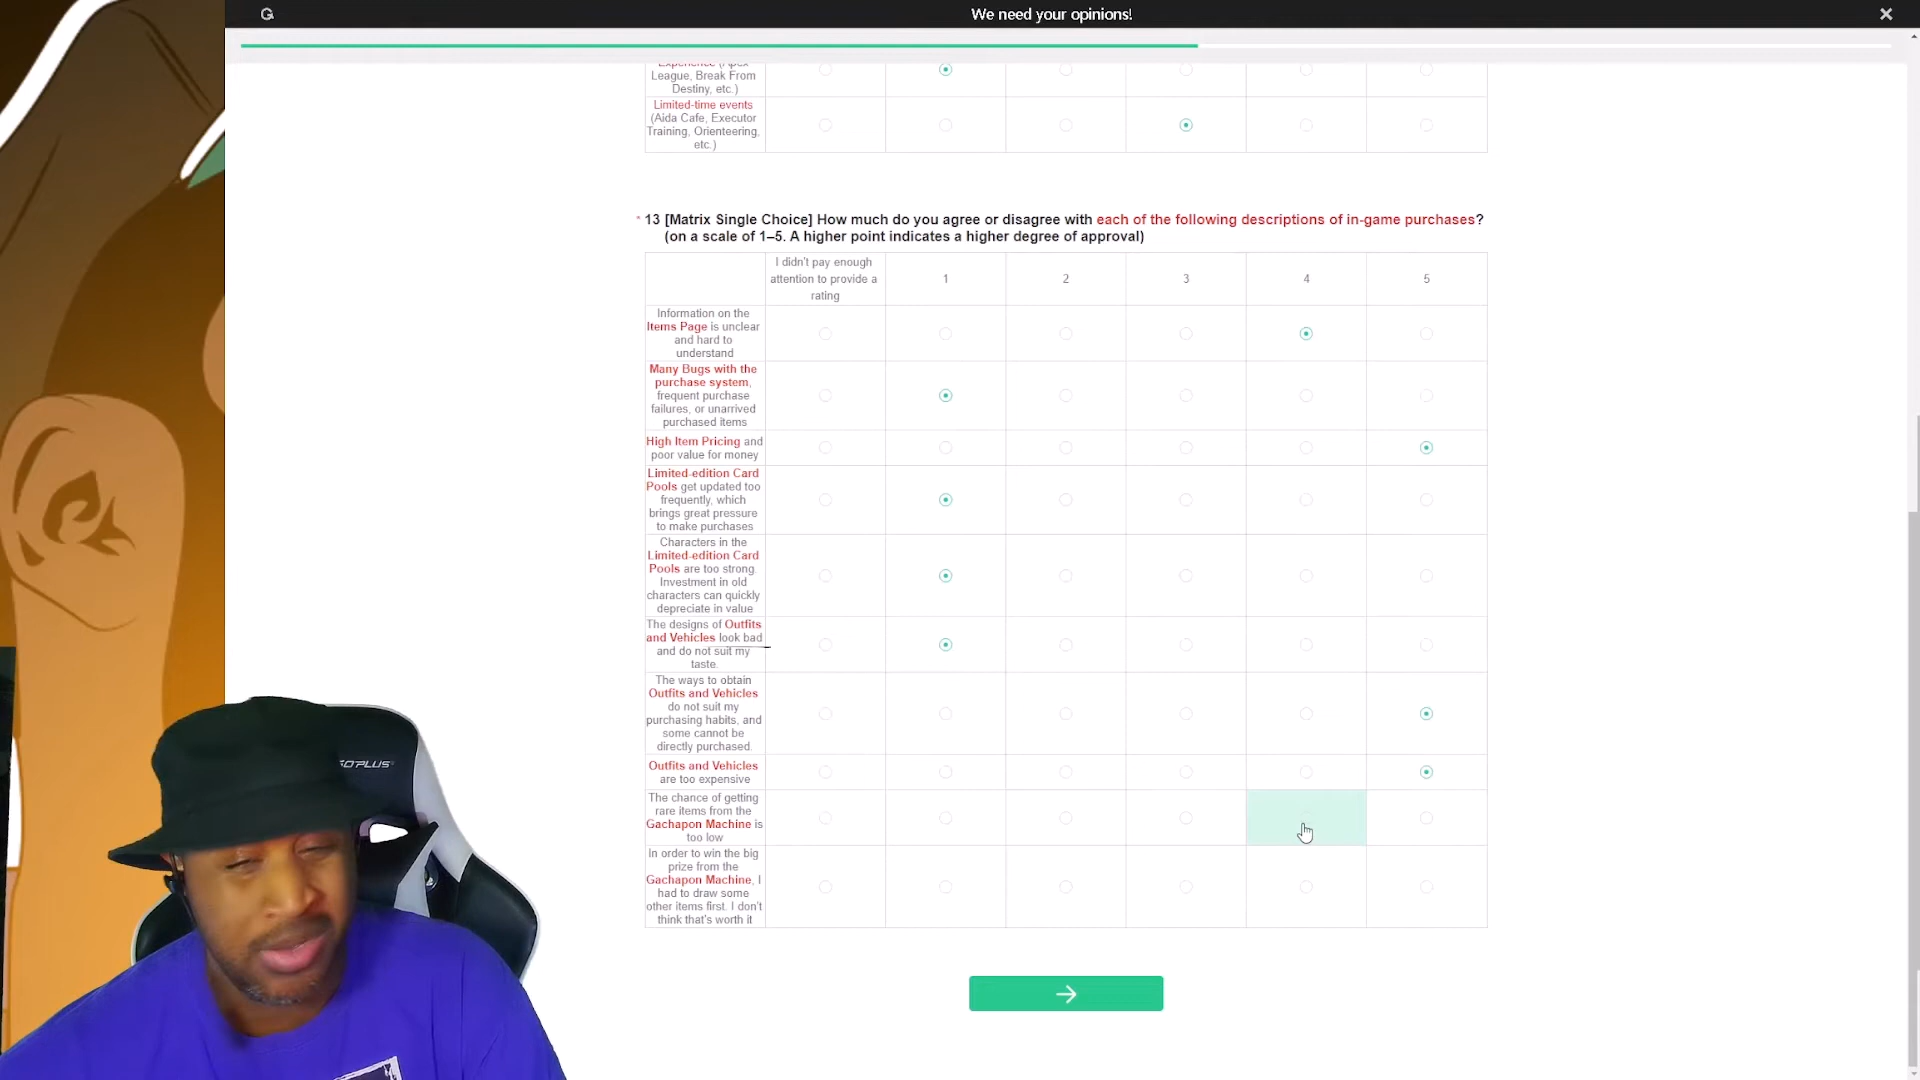 We need your opinions!
Experience (Apex
League, Break From
Destiny, etc.)
Limited-time events
(Aida Cafe, Executor
Training, Orienteering,
etc.)
* 13 [Matrix Single Choice] How much do you agree or disagree with each of the following descriptions of in-game purchases?
(on a scale of 1–5. A higher point indicates a higher degree of approval)
I didn't pay enough
attention to provide a
rating
1
2
3
4
5
Information on the
Items Page is unclear
and hard to
understand
Many Bugs with the
purchase system,
frequent purchase
failures, or unarrived
purchased items
High Item Pricing and
poor value for money
Limited-edition Card
Pools get updated too
frequently, which
brings great pressure
to make purchases
Characters in the
Limited-edition Card
Pools are too strong.
Investment in old
characters can quickly
depreciate in value
The designs of Outfits
and Vehicles look bad
and do not suit my
taste.
The ways to obtain
Outfits and Vehicles
do not suit my
purchasing habits, and
some cannot be
directly purchased.
Outfits and Vehicles
are too expensive
The chance of getting
rare items from the
Gachapon Machine is
too low
In order to win the big
prize from the
Gachapon Machine, I
had to draw some
other items first. I don't
think that's worth it
GOPLUS